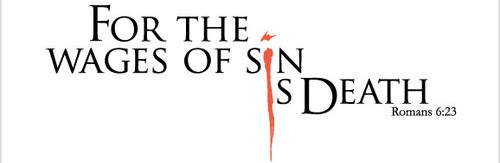 FOR THE
WAGES OF SiN
iS DEATH
Romans 6:23